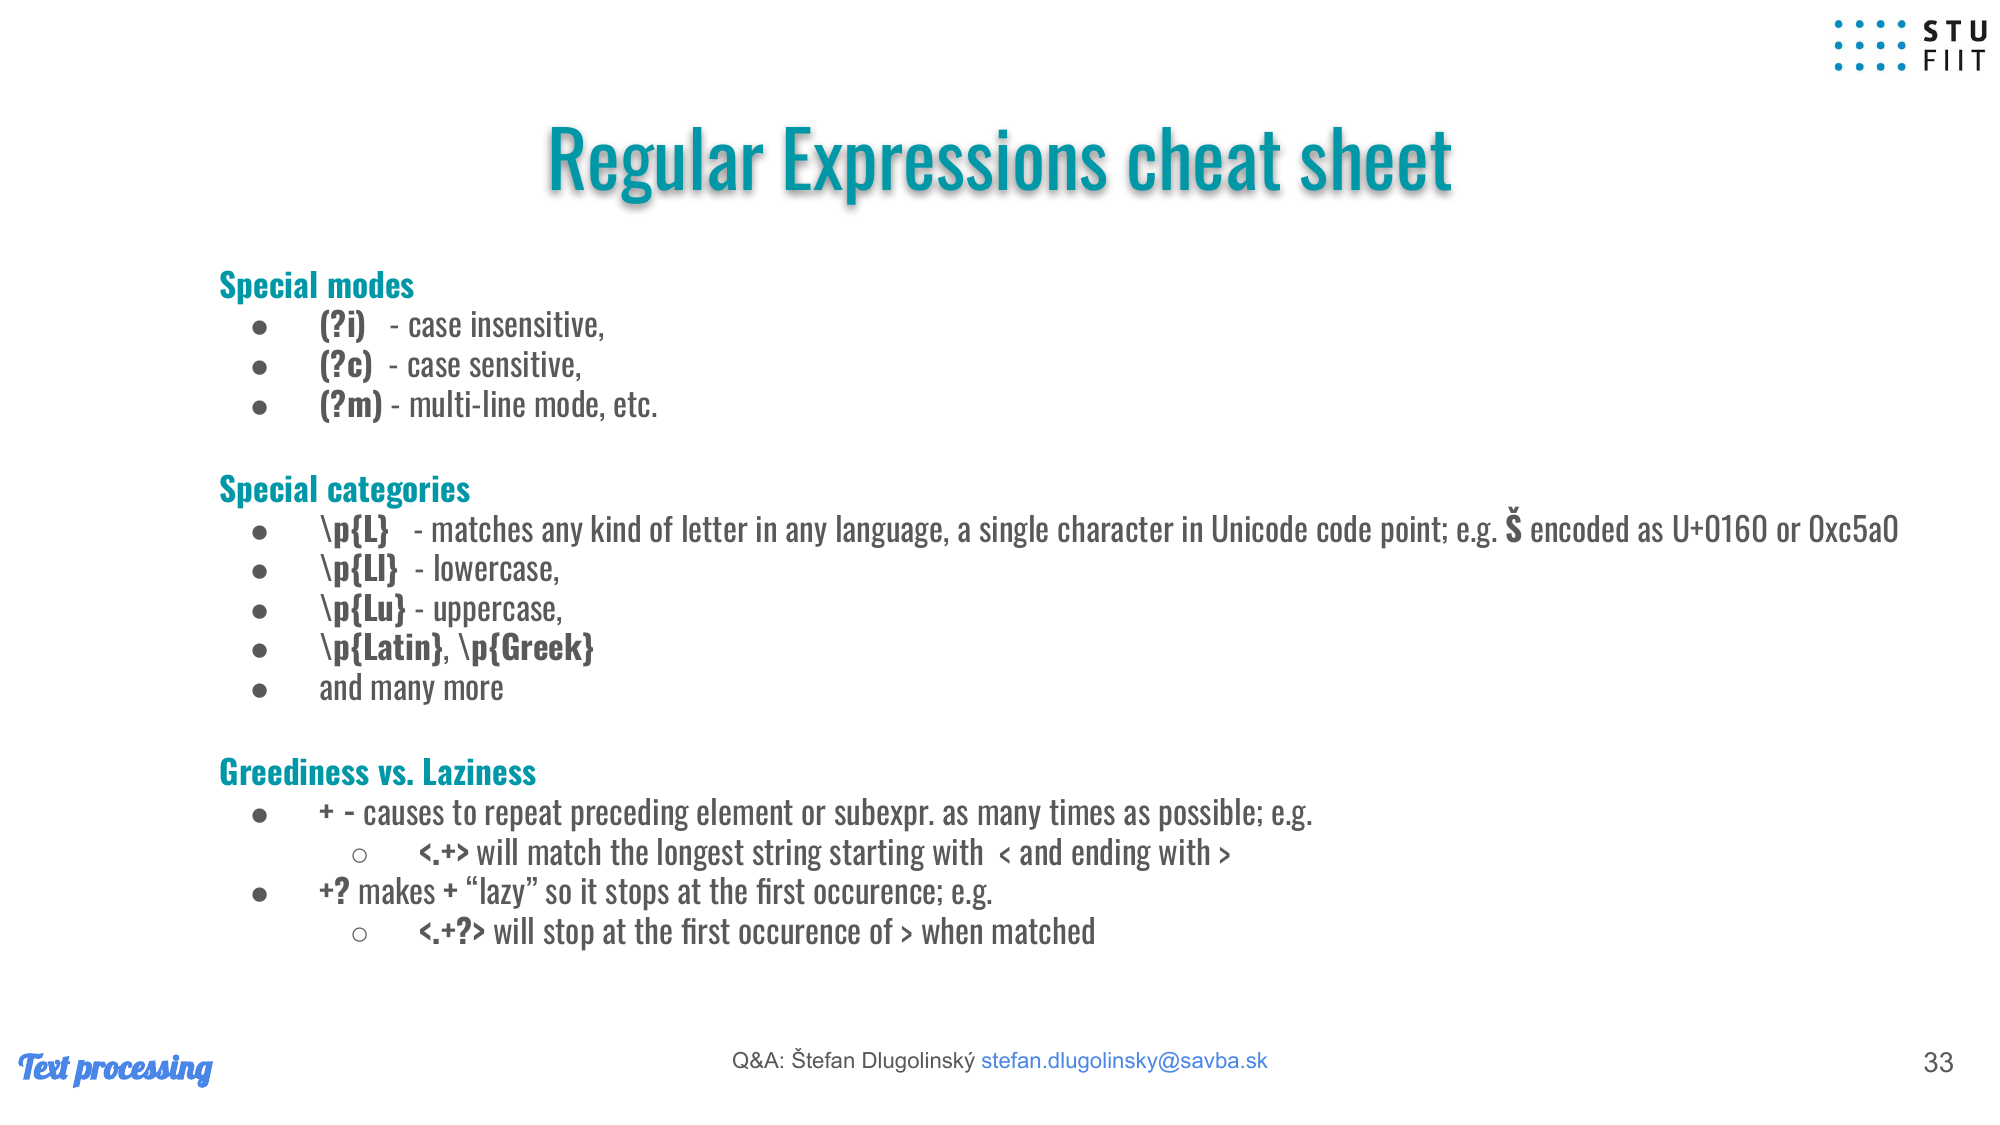 STU
FIIT
Regular Expressions cheat sheet
Special modes
● (?i) - case insensitive,
● (?c) - case sensitive,
● (?m) - multi-line mode, etc.
Special categories
● \p{L} - matches any kind of letter in any language, a single character in Unicode code point; e.g. Š encoded as U+0160 or 0xc5a0
● \p{Ll} - lowercase,
● \p{Lu} - uppercase,
● \p{Latin}, \p{Greek}
● and many more
Greediness vs. Laziness
● + - causes to repeat preceding element or subexpr. as many times as possible; e.g.
○ <.+> will match the longest string starting with < and ending with >
● +? makes + “lazy” so it stops at the first occurence; e.g.
○ <.+?> will stop at the first occurence of > when matched
Text processing
Q&A: Štefan Dlugolinský stefan.dlugolinsky@savba.sk
33